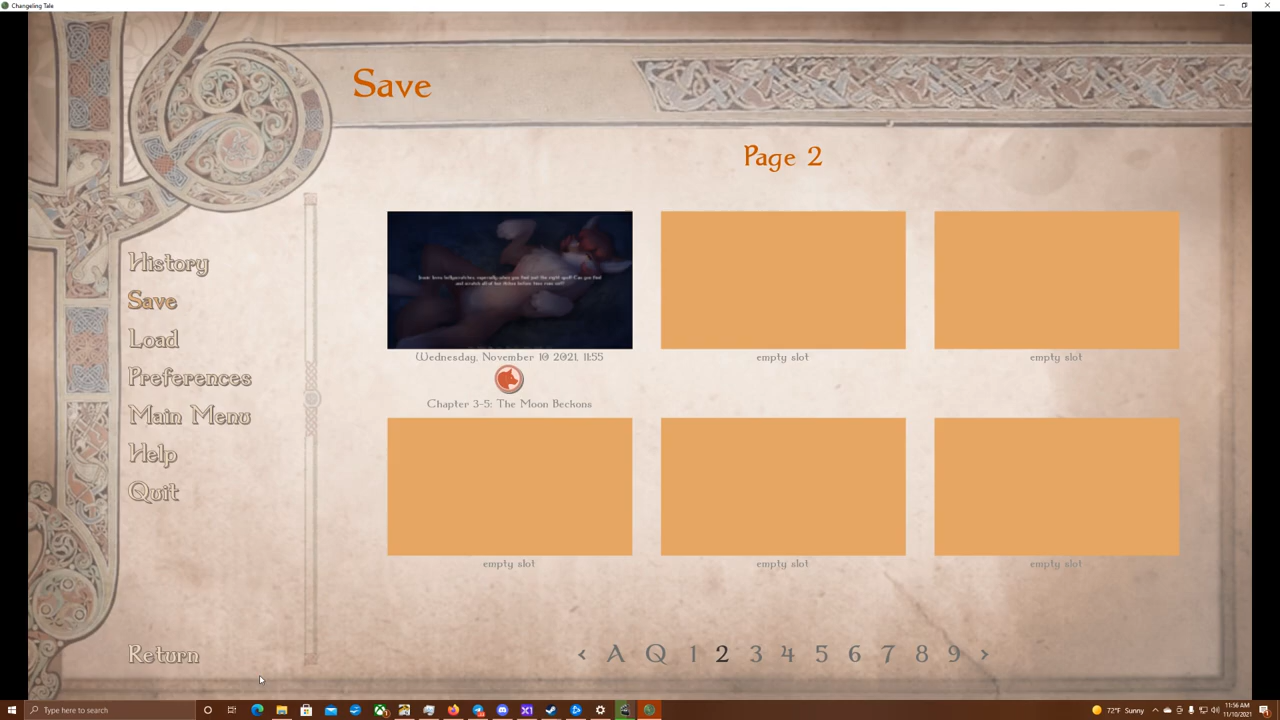 Changeling Tale
Save
Page 2
History
Save
Load
Preferences
Main Menu
Help
Quit
Return
Wednesday, November 10 2021, 11:55
Chapter 3-5: The Moon Beckons
empty slot
empty slot
empty slot
empty slot
empty slot
< A Q 1 2 3 4 5 6 7 8 9 >
Type here to search
72°F Sunny
11:56 AM
11/10/2021